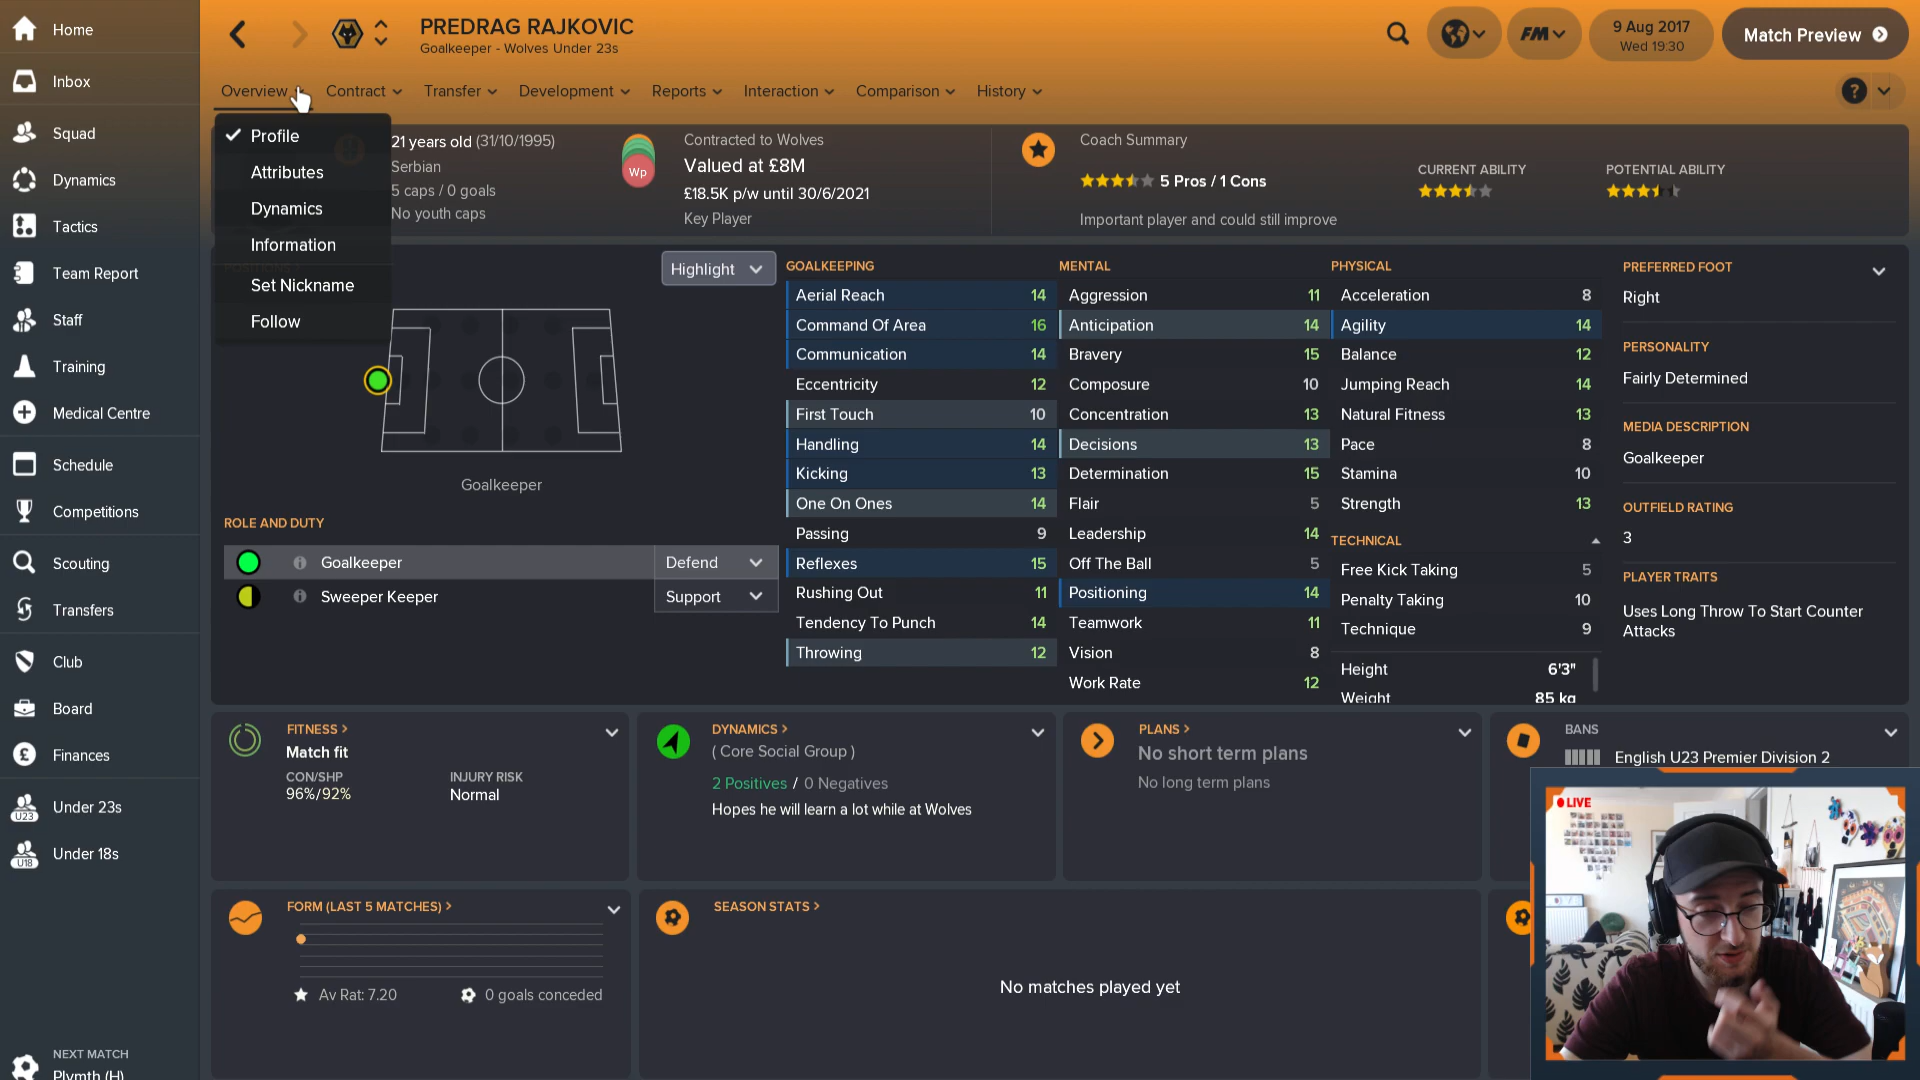 Home
Inbox
Squad
Dynamics
Tactics
Team Report
Staff
Training
Medical Centre
Schedule
Competitions
Scouting
Transfers
Club
Board
Finances
U23
Under 23s
U18
Under 18s
NEXT MATCH
Plymth (H)
PREDRAG RAJKOVIC
Goalkeeper - Wolves Under 23s
FM
9 Aug 2017
Wed 19:30
Match Preview
Overview
Contract
Transfer
Development
Reports
Interaction
Comparison
History
?
Profile
Attributes
Dynamics
Information
Set Nickname
Follow
21 years old (31/10/1995)
Serbian
5 caps / 0 goals
No youth caps
Wp
Contracted to Wolves
Valued at £8M
£18.5K p/w until 30/6/2021
Key Player
Coach Summary
5 Pros / 1 Cons
Important player and could still improve
CURRENT ABILITY
POTENTIAL ABILITY
Highlight
Goalkeeper
ROLE AND DUTY
Goalkeeper Defend
Sweeper Keeper Support
GOALKEEPING
Aerial Reach 14
Command Of Area 16
Communication 14
Eccentricity 12
First Touch 10
Handling 14
Kicking 13
One On Ones 14
Passing 9
Reflexes 15
Rushing Out 11
Tendency To Punch 14
Throwing 12
MENTAL
Aggression 11
Anticipation 14
Bravery 15
Composure 10
Concentration 13
Decisions 13
Determination 15
Flair 5
Leadership 14
Off The Ball 5
Positioning 14
Teamwork 11
Vision 8
Work Rate 12
PHYSICAL
Acceleration 8
Agility 14
Balance 12
Jumping Reach 14
Natural Fitness 13
Pace 8
Stamina 10
Strength 13
TECHNICAL
Free Kick Taking 5
Penalty Taking 10
Technique 9
Height 6'3"
Weight 85 kg
PREFERRED FOOT
Right
PERSONALITY
Fairly Determined
MEDIA DESCRIPTION
Goalkeeper
OUTFIELD RATING
3
PLAYER TRAITS
Uses Long Throw To Start Counter
Attacks
FITNESS >
Match fit
CON/SHP
96%/92%
INJURY RISK
Normal
DYNAMICS >
( Core Social Group )
2 Positives / 0 Negatives
Hopes he will learn a lot while at Wolves
PLANS >
No short term plans
No long term plans
BANS
English U23 Premier Division 2
FORM (LAST 5 MATCHES) >
Av Rat: 7.20
0 goals conceded
SEASON STATS >
No matches played yet
LIVE